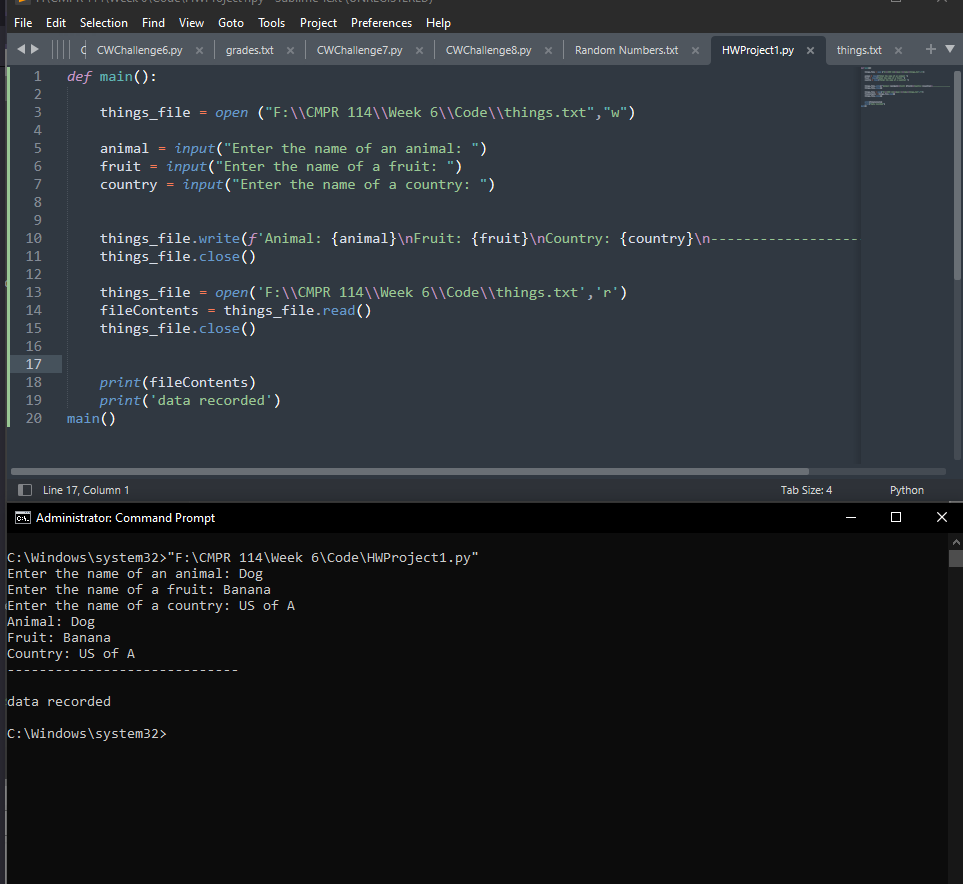 File Edit Selection Find View Goto Tools Project Preferences Help
CWChallenge6.py × grades.txt × CWChallenge7.py × CWChallenge8.py × Random Numbers.txt × HWProject1.py × things.txt × +
1 def main():
2
3 things_file = open ("F:\\CMPR 114\\Week 6\\Code\\things.txt","w")
4
5 animal = input("Enter the name of an animal: ")
6 fruit = input("Enter the name of a fruit: ")
7 country = input("Enter the name of a country: ")
8
9
10 things_file.write(f'Animal: {animal}\nFruit: {fruit}\nCountry: {country}\n------------------
11 things_file.close()
12
13 things_file = open('F:\\CMPR 114\\Week 6\\Code\\things.txt','r')
14 fileContents = things_file.read()
15 things_file.close()
16
17
18 print(fileContents)
19 print('data recorded')
20 main()
Line 17, Column 1 Tab Size: 4 Python
Administrator: Command Prompt
C:\Windows\system32>"F:\CMPR 114\Week 6\Code\HWProject1.py"
Enter the name of an animal: Dog
Enter the name of a fruit: Banana
Enter the name of a country: US of A
Animal: Dog
Fruit: Banana
Country: US of A
-----------------------------
data recorded
C:\Windows\system32>